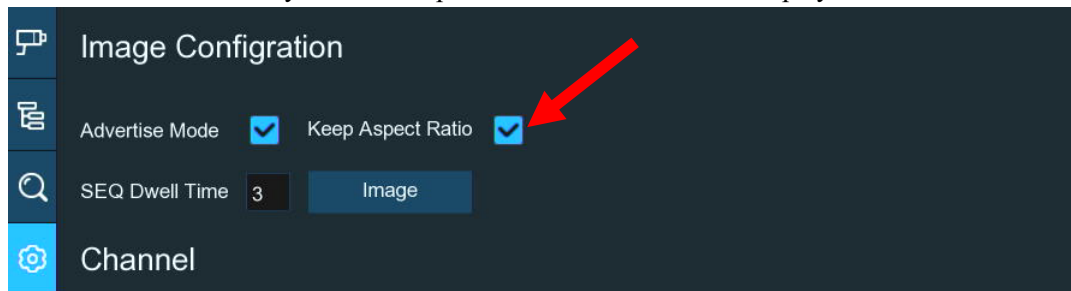 Image Configration
Advertise Mode Keep Aspect Ratio
SEQ Dwell Time 3 Image
Channel